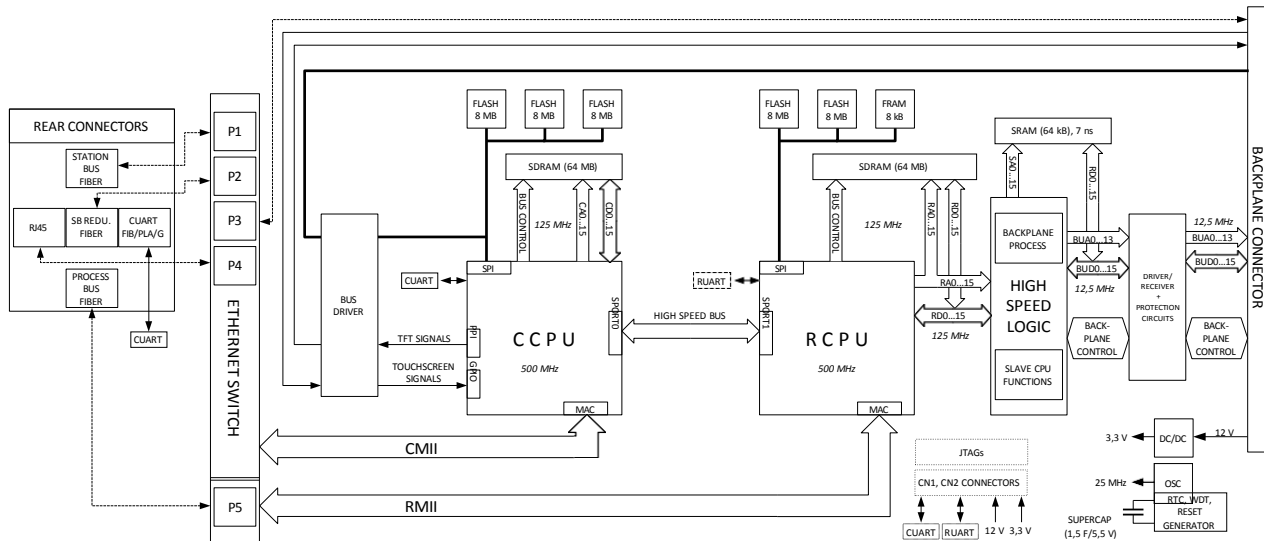 REAR CONNECTORS
STATION
BUS
FIBER
RJ45
SB REDU.
FIBER
CUART
FIB/PLA/G
PROCESS
BUS
FIBER
CUART
P1
P2
P3
P4
ETHERNET SWITCH
P5
BUS
DRIVER
FLASH
8 MB
FLASH
8 MB
FLASH
8 MB
SDRAM (64 MB)
BUS CONTROL
125 MHz
CA0...15
CD0...15
SPI
CUART
PPI
GPIO
TFT SIGNALS
TOUCHSCREEN
SIGNALS
CCPU
500 MHz
SPORT0
MAC
HIGH SPEED BUS
CMII
RMII
FLASH
8 MB
FLASH
8 MB
FRAM
8 kB
SDRAM (64 MB)
BUS CONTROL
125 MHz
RA0...15
RD0...15
SPI
RUART
SPORT1
RCPU
500 MHz
MAC
RA0...15
RD0...15
125 MHz
SRAM (64 kB), 7 ns
SA0...15
RD0...15
BACKPLANE
PROCESS
HIGH
SPEED
LOGIC
SLAVE CPU
FUNCTIONS
BUA0...13
BUD0...15
12,5 MHz
BACK-
PLANE
CONTROL
DRIVER/
RECEIVER
+
PROTECTION
CIRCUITS
12,5 MHz
BUA0...13
BUD0...15
BACK-
PLANE
CONTROL
BACKPLANE CONNECTOR
JTAGs
CN1, CN2 CONNECTORS
CUART
RUART
12 V
3,3 V
3,3 V
DC/DC
12 V
25 MHz
OSC
RTC, WDT,
RESET
GENERATOR
SUPERCAP
(1,5 F/5,5 V)